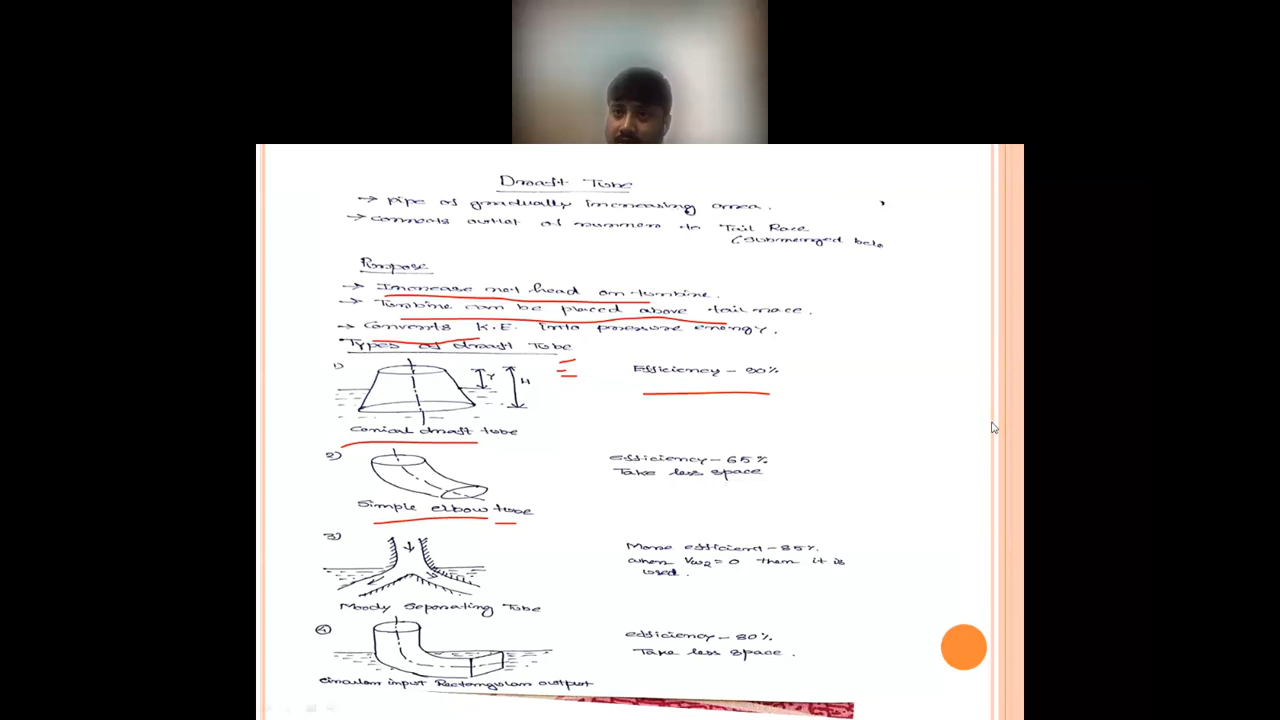 Draft Tube
→ pipe of gradually increasing area.
→ connects outlet of runner to Tail Race
(submerged belo
Purpose
→ Increase net head on turbine.
→ Turbine can be placed above tail race.
→ Converts K.E. into pressure energy.
Types of draft Tube
1)
Y
H
Efficiency – 90%
Conical draft tube
2)
efficiency – 65%
Take less space
Simple elbow tube
3)
More efficient – 85%.
when Vw2 = 0 then it is
used.
Moody Seperating Tube
④
efficiency – 80%
Take less space.
Circular input Rectangular output